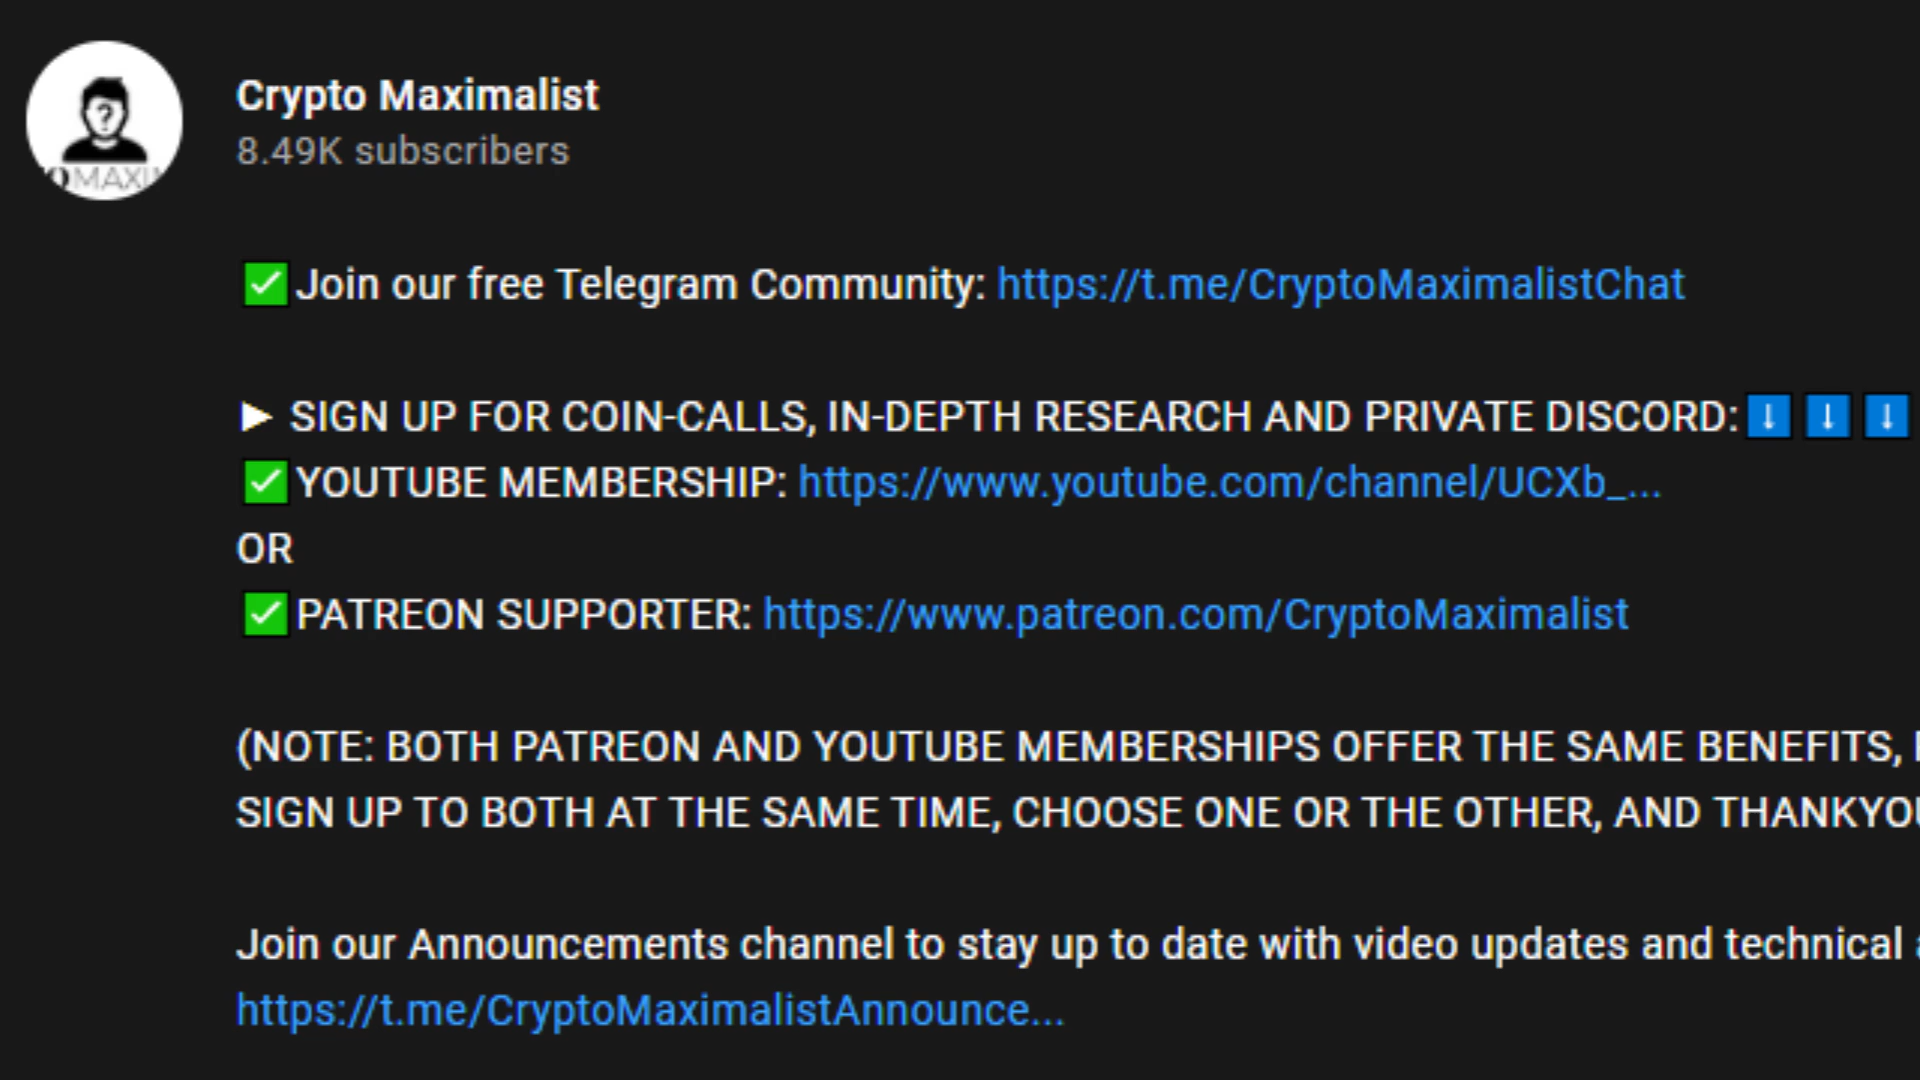 Crypto Maximalist
8.49K subscribers
?
OMAXI
✅Join our free Telegram Community: https://t.me/CryptoMaximalistChat
► SIGN UP FOR COIN-CALLS, IN-DEPTH RESEARCH AND PRIVATE DISCORD:⬇️⬇️⬇️
✅YOUTUBE MEMBERSHIP: https://www.youtube.com/channel/UCXb_...
OR
✅PATREON SUPPORTER: https://www.patreon.com/CryptoMaximalist
(NOTE: BOTH PATREON AND YOUTUBE MEMBERSHIPS OFFER THE SAME BENEFITS,
SIGN UP TO BOTH AT THE SAME TIME, CHOOSE ONE OR THE OTHER, AND THANKYOU
Join our Announcements channel to stay up to date with video updates and technical
https://t.me/CryptoMaximalistAnnounce...